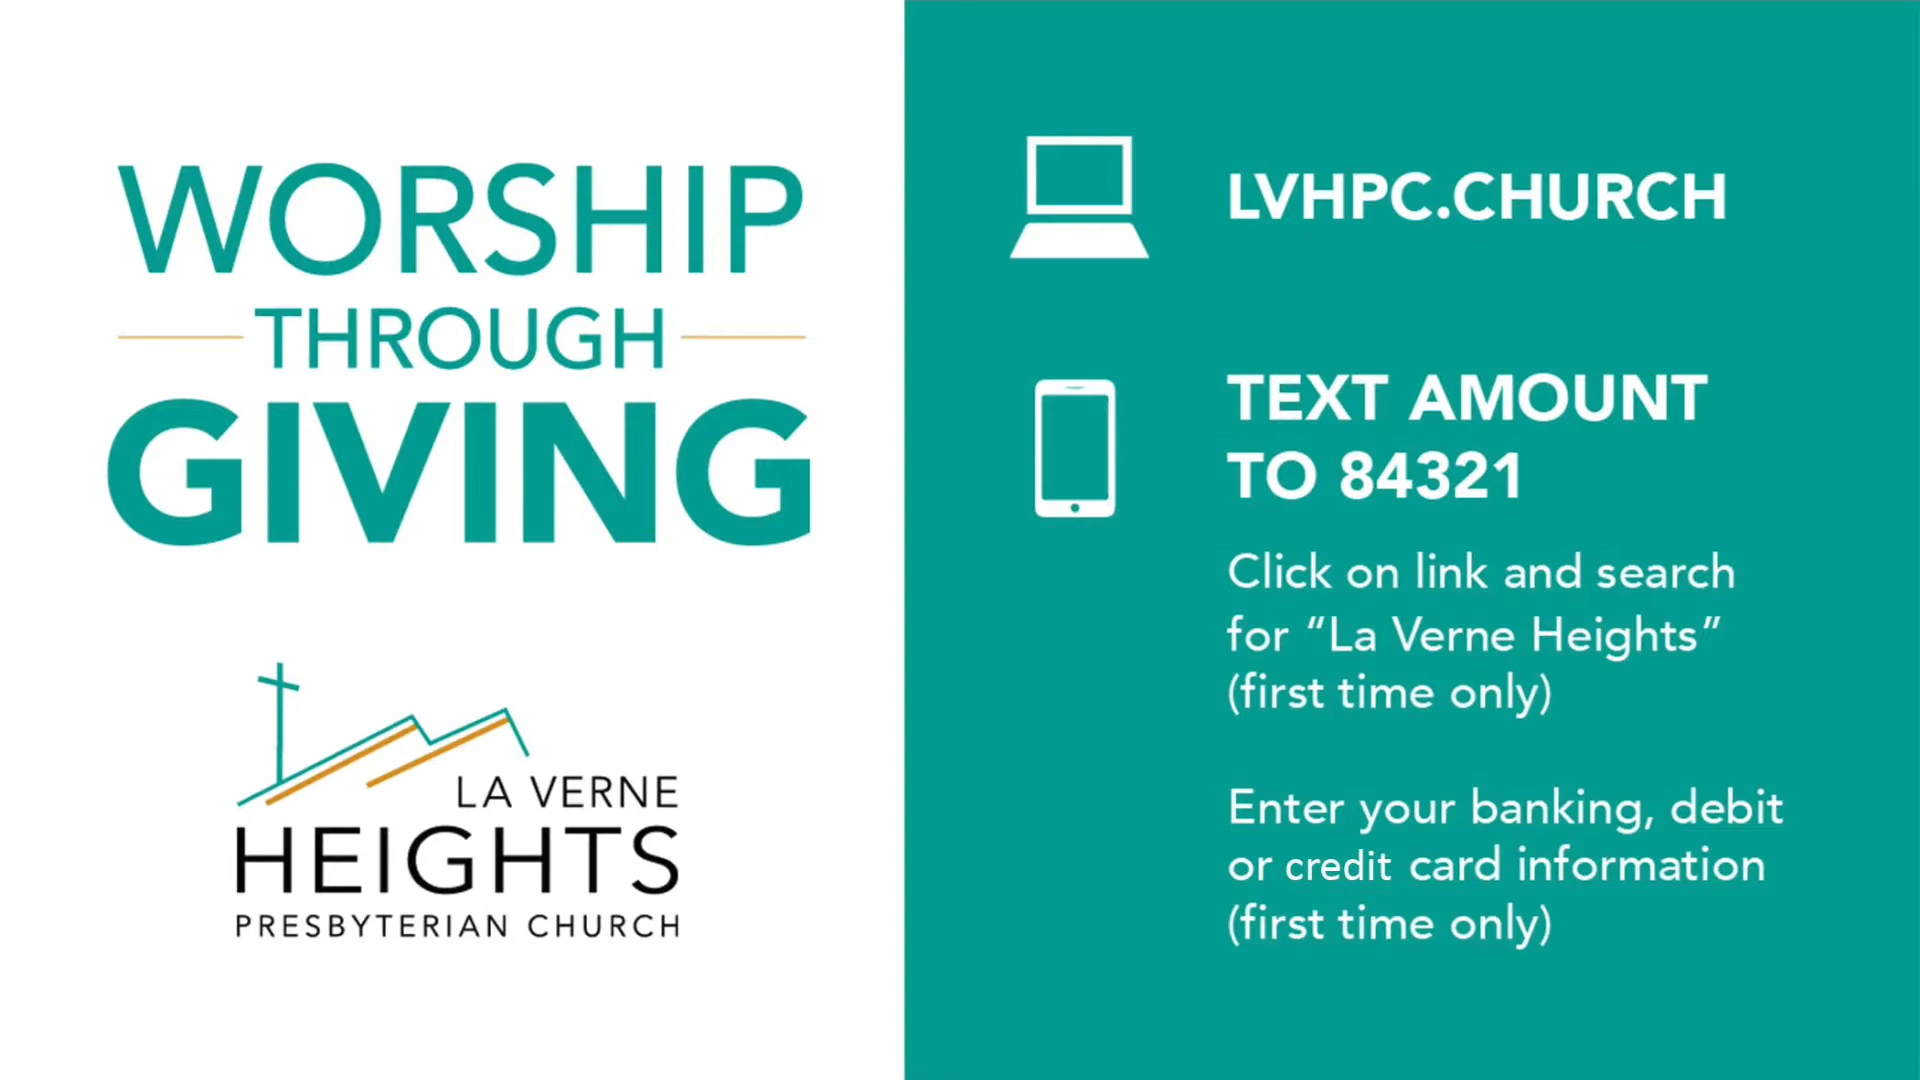 WORSHIP
THROUGH
GIVING
LA VERNE
HEIGHTS
PRESBYTERIAN CHURCH
LVHPC.CHURCH
TEXT AMOUNT
TO 84321
Click on link and search
for “La Verne Heights”
(first time only)
Enter your banking, debit
or credit card information
(first time only)